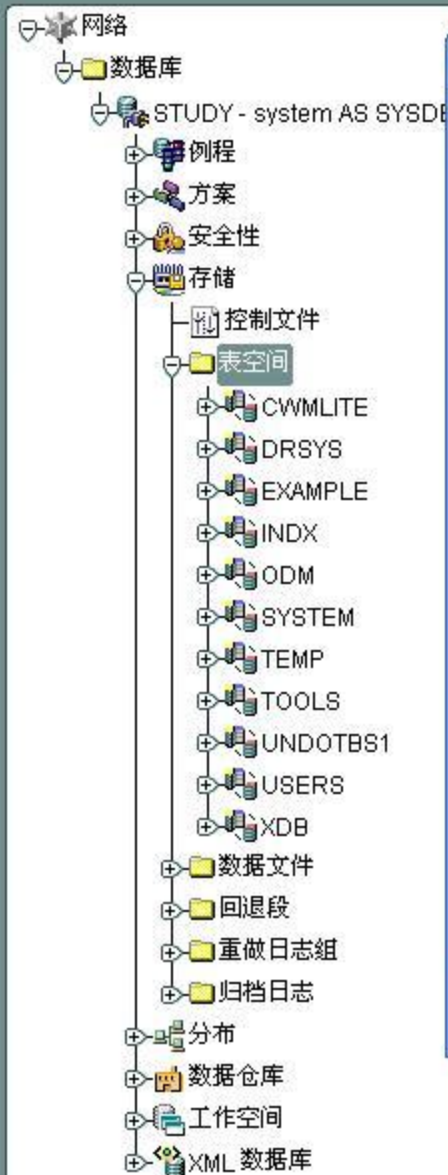 网络
数据库
STUDY - system AS SYSDB
例程
方案
安全性
存储
控制文件
表空间
CWMLITE
DRSYS
EXAMPLE
INDX
ODM
SYSTEM
TEMP
TOOLS
UNDOTBS1
USERS
XDB
数据文件
回退段
重做日志组
归档日志
分布
数据仓库
工作空间
XML 数据库